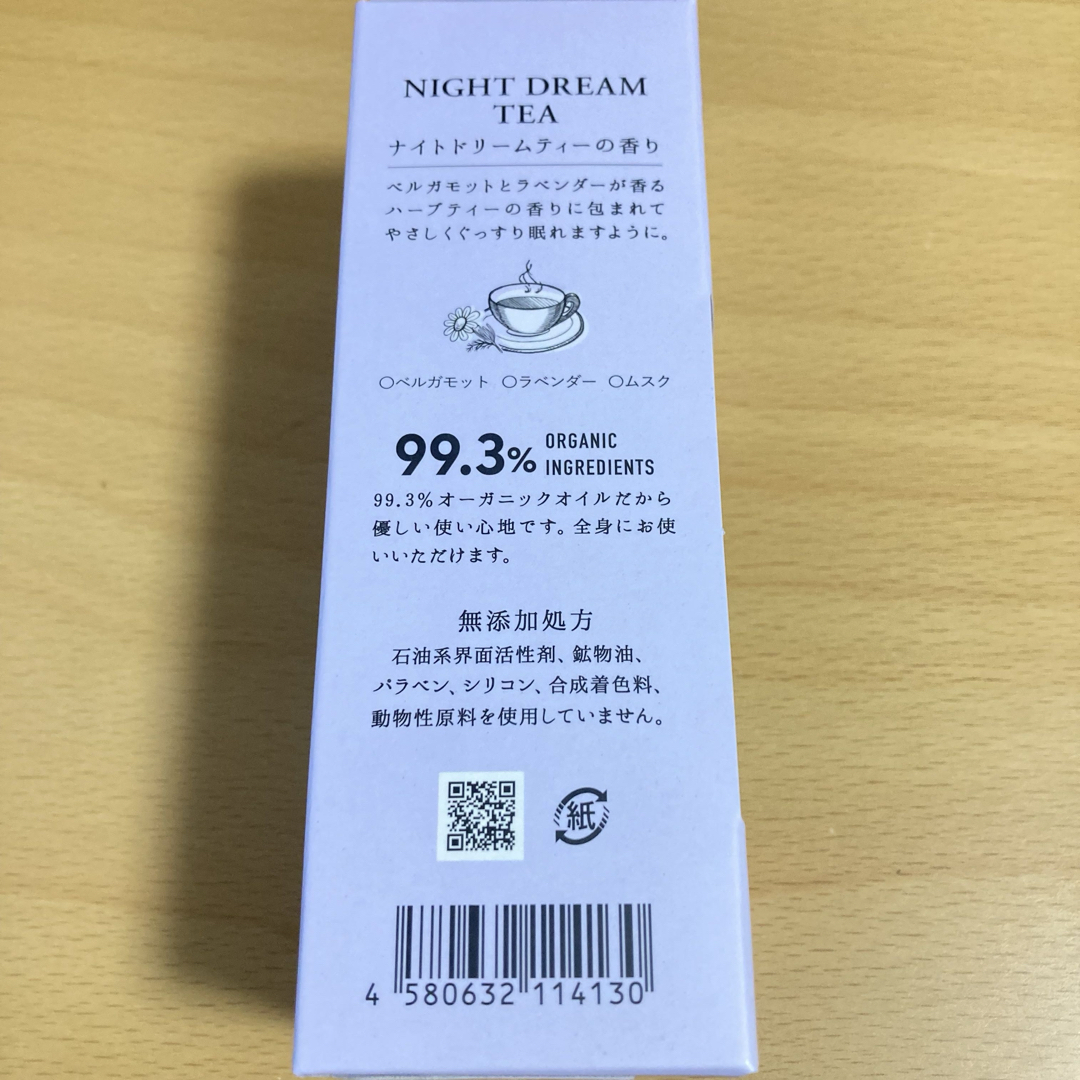 NIGHT DREAM
TEA
ナイトドリームティーの香り
ベルガモットとラベンダーが香る
ハーブティーの香りに包まれて
やさしくぐっすり眠れますように。
○ベルガモット ○ラベンダー ○ムスク
99.3% ORGANIC
INGREDIENTS
99.3%オーガニックオイルだから
優しい使い心地です。全身にお使
いいただけます。
無添加処方
石油系界面活性剤、鉱物油、
パラベン、シリコン、合成着色料、
動物性原料を使用していません。
紙
4 580632 114130